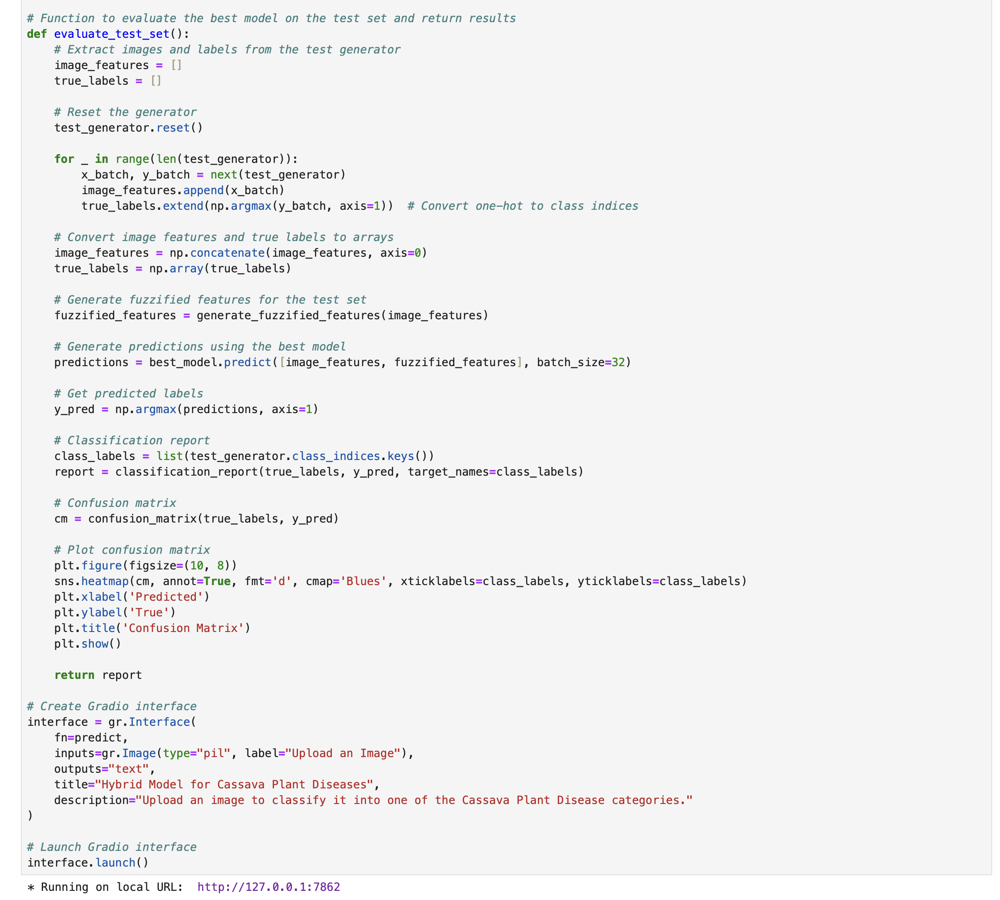 # Function to evaluate the best model on the test set and return results
def evaluate_test_set():
    # Extract images and labels from the test generator
    image_features = []
    true_labels = []

    # Reset the generator
    test_generator.reset()

    for _ in range(len(test_generator)):
        x_batch, y_batch = next(test_generator)
        image_features.append(x_batch)
        true_labels.extend(np.argmax(y_batch, axis=1))  # Convert one-hot to class indices

    # Convert image features and true labels to arrays
    image_features = np.concatenate(image_features, axis=0)
    true_labels = np.array(true_labels)

    # Generate fuzzified features for the test set
    fuzzified_features = generate_fuzzified_features(image_features)

    # Generate predictions using the best model
    predictions = best_model.predict([image_features, fuzzified_features], batch_size=32)

    # Get predicted labels
    y_pred = np.argmax(predictions, axis=1)

    # Classification report
    class_labels = list(test_generator.class_indices.keys())
    report = classification_report(true_labels, y_pred, target_names=class_labels)

    # Confusion matrix
    cm = confusion_matrix(true_labels, y_pred)

    # Plot confusion matrix
    plt.figure(figsize=(10, 8))
    sns.heatmap(cm, annot=True, fmt='d', cmap='Blues', xticklabels=class_labels, yticklabels=class_labels)
    plt.xlabel('Predicted')
    plt.ylabel('True')
    plt.title('Confusion Matrix')
    plt.show()

    return report

# Create Gradio interface
interface = gr.Interface(
    fn=predict,
    inputs=gr.Image(type="pil", label="Upload an Image"),
    outputs="text",
    title="Hybrid Model for Cassava Plant Diseases",
    description="Upload an image to classify it into one of the Cassava Plant Disease categories."
)

# Launch Gradio interface
interface.launch()
* Running on local URL:  http://127.0.0.1:7862